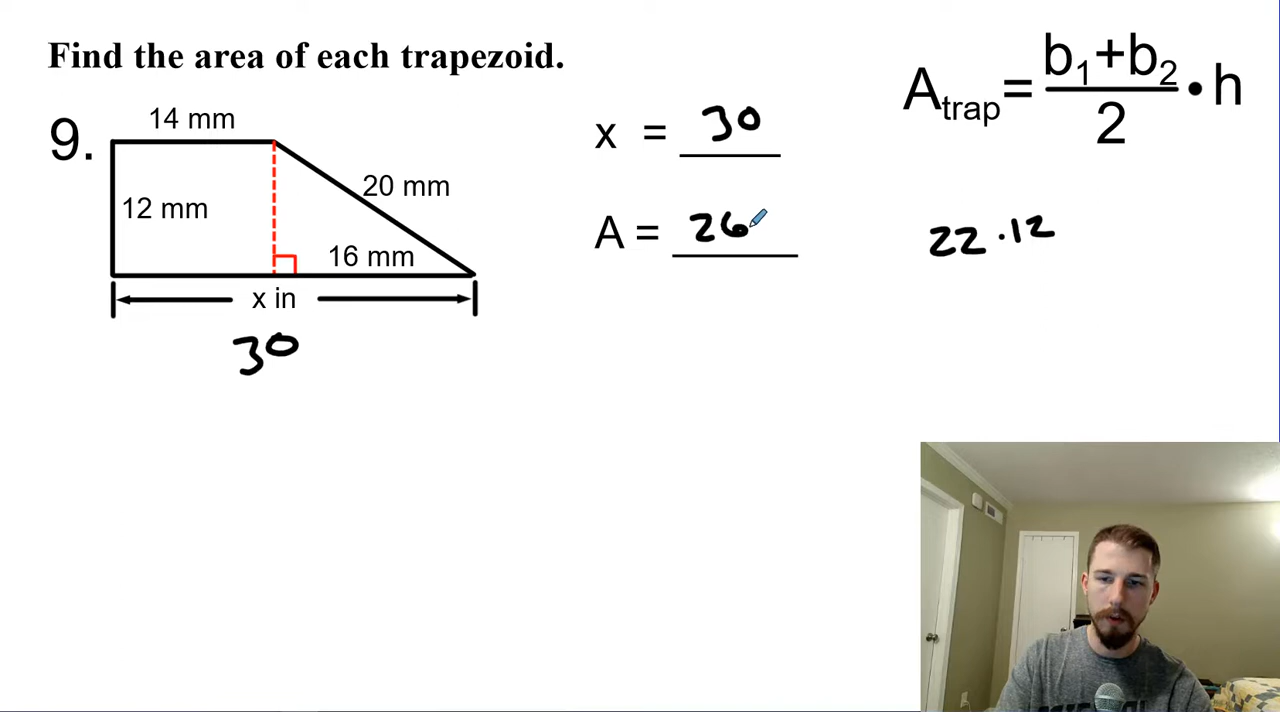 Find the area of each trapezoid.
A_trap = (b₁+b₂)/2 • h
9.
14 mm
12 mm
20 mm
16 mm
x in
30
x = 30
A = 26
22 · 12